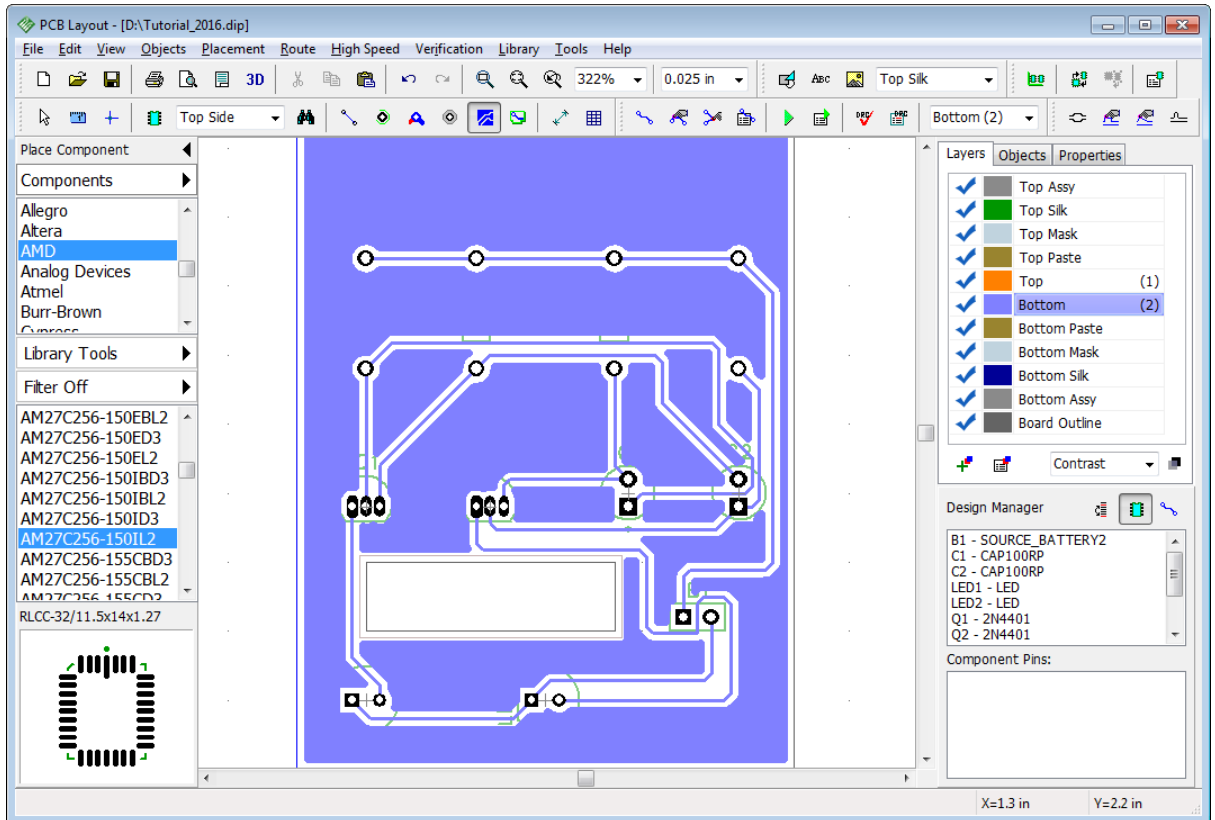 PCB Layout - [D:\Tutorial_2016.dip]
File Edit View Objects Placement Route High Speed Verification Library Tools Help
3D 322% 0.025 in ABC Top Silk
Top Side DRC DRC Bottom (2)
Place Component
Components
Allegro
Altera
AMD
Analog Devices
Atmel
Burr-Brown
Cypress
Library Tools
Filter Off
AM27C256-150EBL2
AM27C256-150ED3
AM27C256-150EL2
AM27C256-150IBD3
AM27C256-150IBL2
AM27C256-150ID3
AM27C256-150IL2
AM27C256-155CBD3
AM27C256-155CBL2
AM27C256-155CD3
RLCC-32/11.5x14x1.27
Layers Objects Properties
Top Assy
Top Silk
Top Mask
Top Paste
Top (1)
Bottom (2)
Bottom Paste
Bottom Mask
Bottom Silk
Bottom Assy
Board Outline
Contrast
Design Manager
B1 - SOURCE_BATTERY2
C1 - CAP100RP
C2 - CAP100RP
LED1 - LED
LED2 - LED
Q1 - 2N4401
Q2 - 2N4401
Component Pins:
X=1.3 in Y=2.2 in